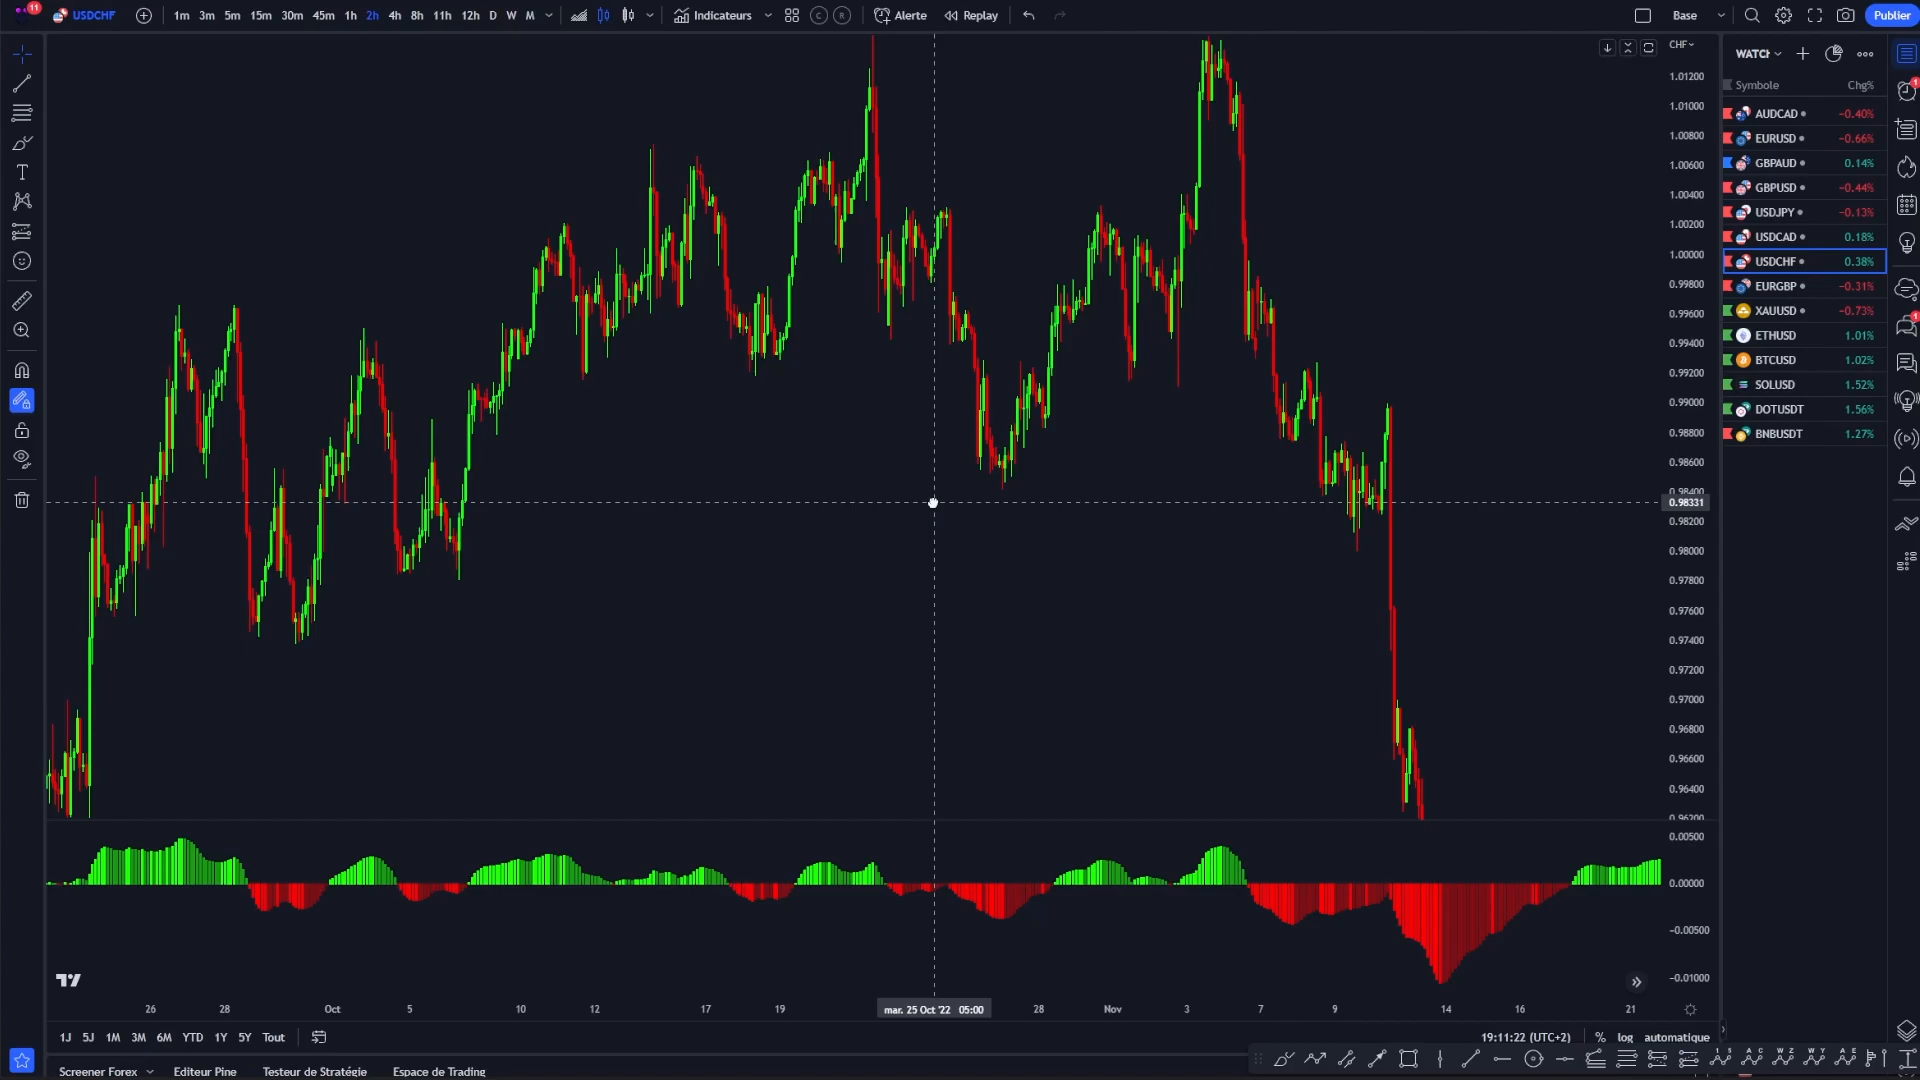 11 USDCHF 1m 3m 5m 15m 30m 45m 1h 2h 4h 8h 11h 12h D W M Indicateurs C R Alerte Replay Base Publier
CHF
WATCH
Symbole Chg%
AUDCAD −0.40%
EURUSD −0.66%
GBPAUD 0.14%
GBPUSD −0.44%
USDJPY −0.13%
USDCAD 0.18%
USDCHF 0.38%
EURGBP −0.31%
XAUUSD −0.73%
ETHUSD 1.01%
BTCUSD 1.02%
SOLUSD 1.52%
DOTUSDT 1.56%
BNBUSDT 1.27%
1.01200
1.01000
1.00800
1.00600
1.00400
1.00200
1.00000
0.99800
0.99600
0.99400
0.99200
0.99000
0.98800
0.98600
0.98400
0.98331
0.98200
0.98000
0.97800
0.97600
0.97400
0.97200
0.97000
0.96800
0.96600
0.96400
0.96200
0.00500
0.00000
−0.00500
−0.01000
26 28 Oct 5 10 12 17 19 mar. 25 Oct '22 05:00 28 Nov 3 7 9 14 16 21
1J 5J 1M 3M 6M YTD 1Y 5Y Tout 19:11:22 (UTC+2) % log automatique
Screener Forex Editeur Pine Testeur de Stratégie Espace de Trading